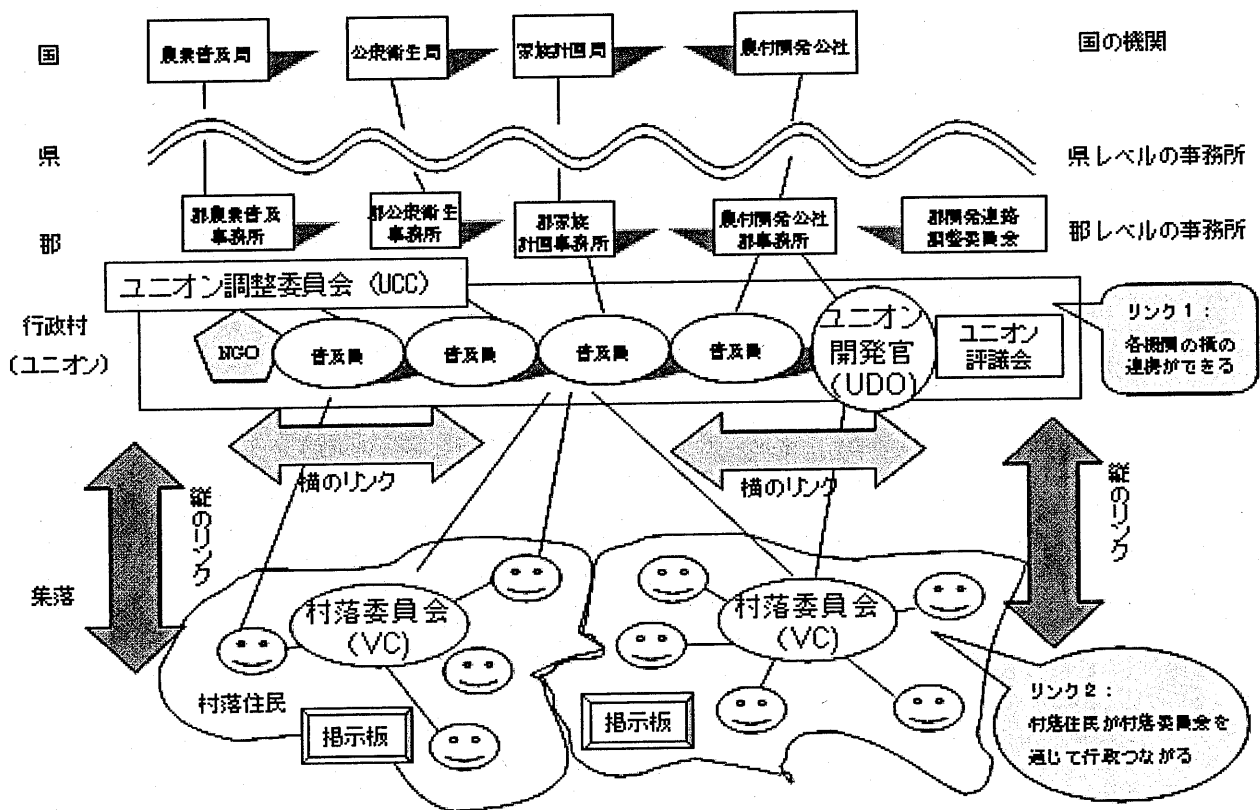 国
農業普及局
公衆衛生局
家族計画局
農村開発公社
国の機関
県
県レベルの事務所
郡
郡農業普及
事務所
郡公衆衛生
事務所
郡家族
計画事務所
農村開発公社
郡事務所
郡開発連絡
調整委員会
郡レベルの事務所
ユニオン調整委員会(UCC)
行政村
(ユニオン)
NGO
普及員
普及員
普及員
普及員
ユニオン
開発官
(UDO)
ユニオン
評議会
リンク1:
各機関の横の
連携ができる
横のリンク
横のリンク
縦のリンク
縦のリンク
集落
村落委員会
(VC)
村落委員会
(VC)
村落住民
掲示板
掲示板
リンク2:
村落住民が村落委員会を
通じて行政つながる